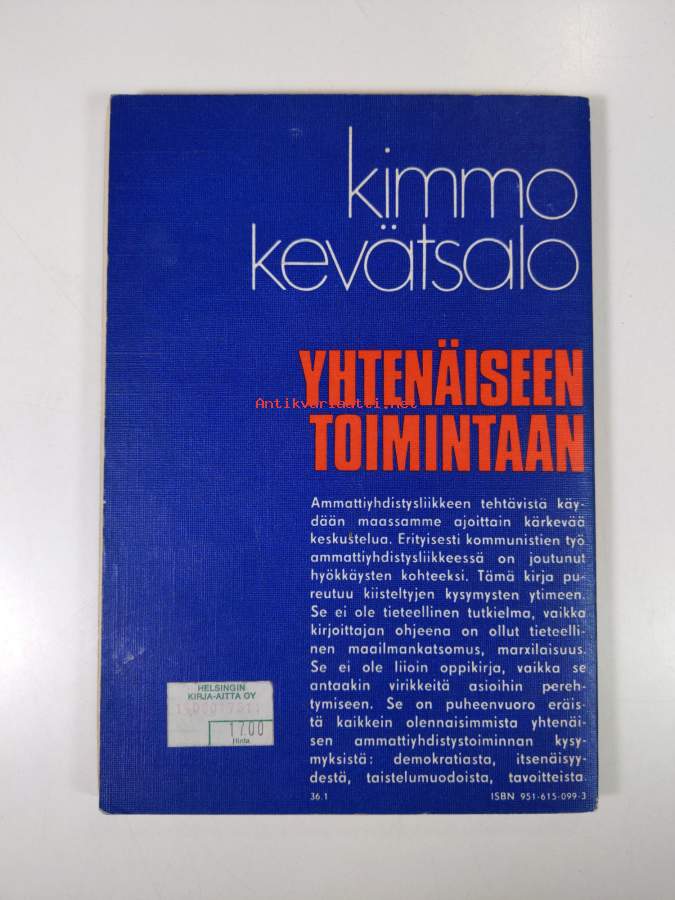 kimmo
kevätsalo
YHTENÄISEEN
Antikvariaatti.net
TOIMINTAAN
Ammattiyhdistysliikkeen tehtävistä käy-
dään maassamme ajoittain kärkevää
keskustelua. Erityisesti kommunistien työ
ammattiyhdistysliikkeessä on joutunut
hyökkäysten kohteeksi. Tämä kirja pu-
reutuu kiisteltyjen kysymysten ytimeen.
Se ei ole tieteellinen tutkielma, vaikka
kirjoittajan ohjeena on ollut tieteelli-
nen maailmankatsomus, marxilaisuus.
Se ei ole liioin oppikirja, vaikka se
antaakin virikkeitä asioihin pereh-
tymiseen. Se on puheenvuoro eräis-
tä kaikkein olennaisimmista yhtenäi-
sen ammattiyhdistystoiminnan kysy-
myksistä: demokratiasta, itsenäisyy-
destä, taistelumuodoista, tavoitteista.
36.1
ISBN 951-615-099-3
HELSINGIN
KIRJA-AITTA OY
1700
Hinta